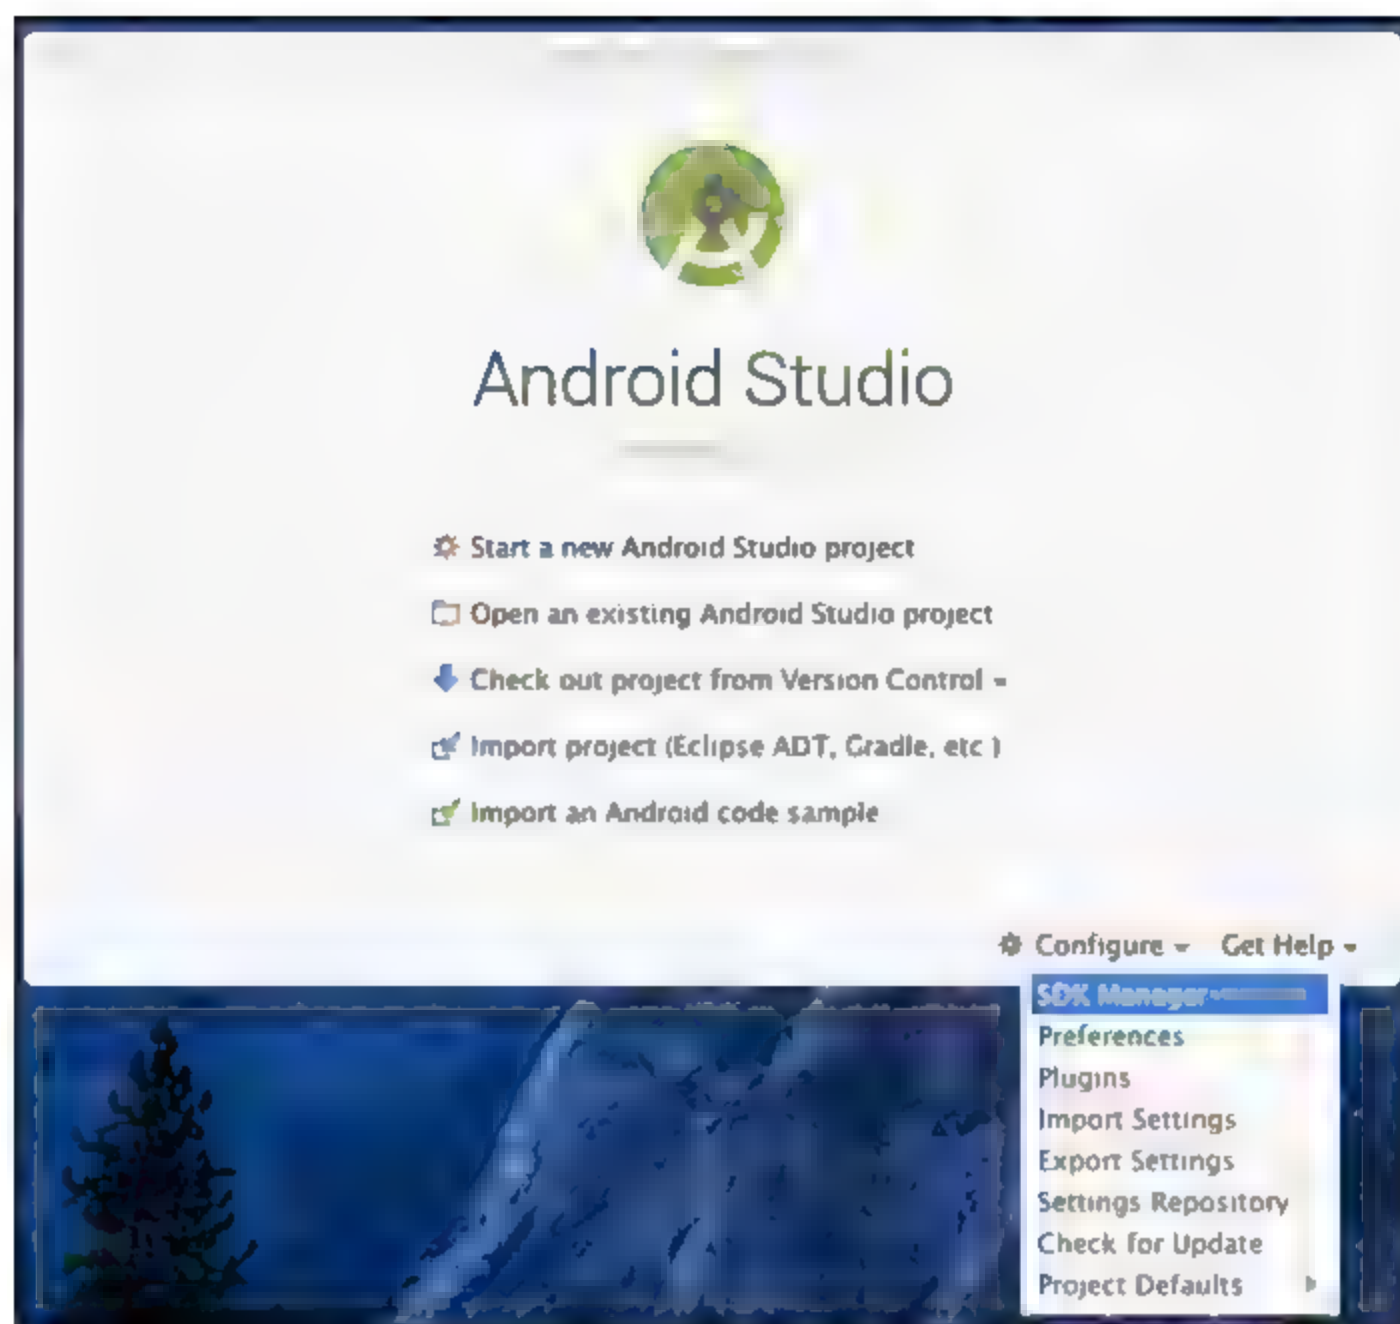 Android Studio
Start a new Android Studio project
Open an existing Android Studio project
Check out project from Version Control
Import project (Eclipse ADT, Gradle, etc )
Import an Android code sample
Configure Get Help
SDK Manager
Preferences
Plugins
Import Settings
Export Settings
Settings Repository
Check for Update
Project Defaults